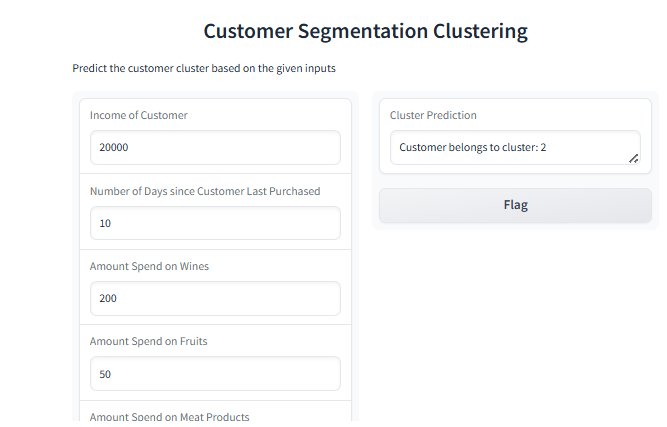 Customer Segmentation Clustering
Predict the customer cluster based on the given inputs
Income of Customer
20000
Number of Days since Customer Last Purchased
10
Amount Spend on Wines
200
Amount Spend on Fruits
50
Amount Spend on Meat Products
Cluster Prediction
Customer belongs to cluster: 2
Flag